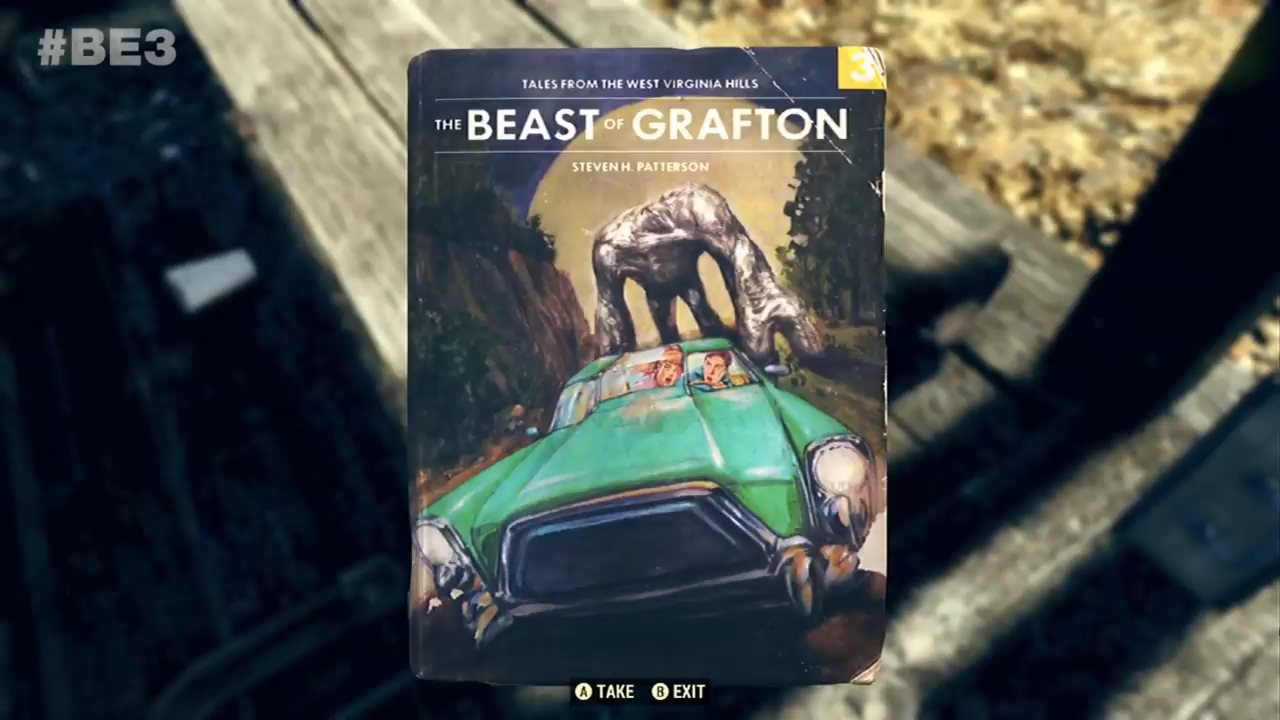 #BE3
3
TALES FROM THE WEST VIRGINIA HILLS
THE BEAST OF GRAFTON
STEVEN H. PATTERSON
A TAKE B EXIT